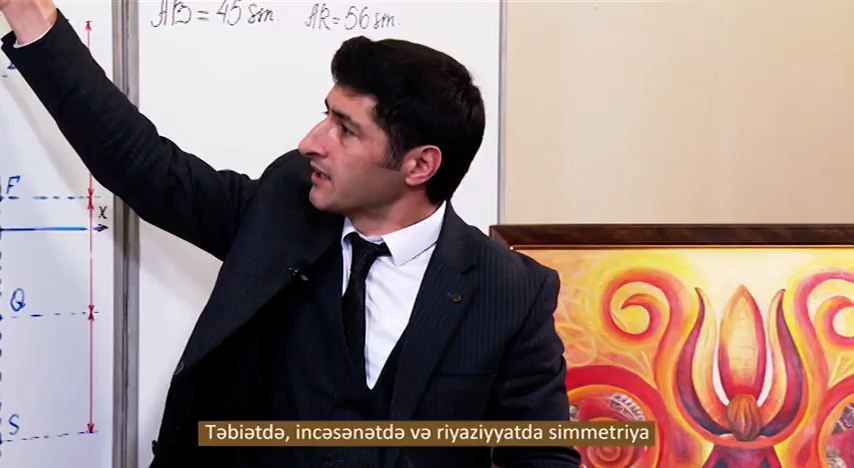 AB = 45 sm. AR = 56 sm.
F
x
Q
S
Təbiətdə, incəsənətdə və riyaziyyatda simmetriya